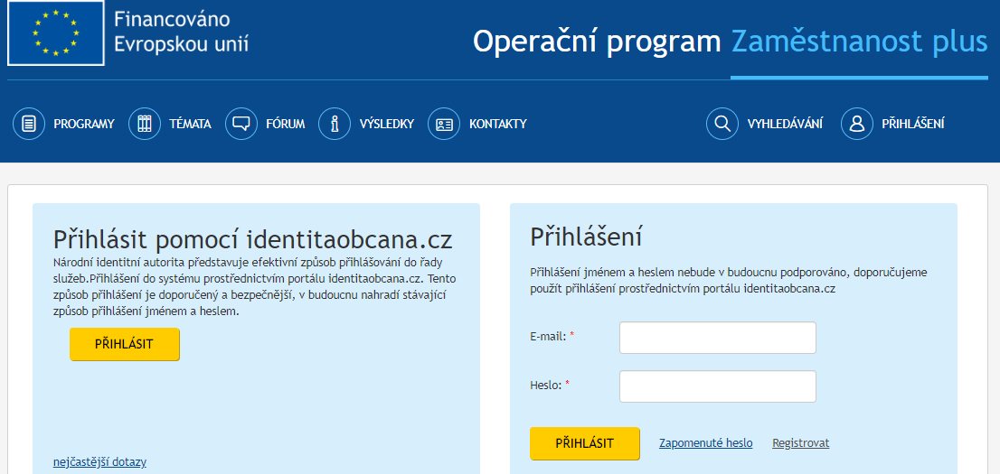 Financováno
Evropskou unií
Operační program Zaměstnanost plus
PROGRAMY TÉMATA FÓRUM VÝSLEDKY KONTAKTY VYHLEDÁVÁNÍ PŘIHLÁŠENÍ
Přihlásit pomocí identitaobcana.cz
Národní identitní autorita představuje efektivní způsob přihlášování do řady
služeb.Přihlášení do systému prostřednictvím portálu identitaobcana.cz. Tento
způsob přihlášení je doporučený a bezpečnější, v budoucnu nahradí stávající
způsob přihlášení jménem a heslem.
PŘIHLÁSIT
nejčastější dotazy
Přihlášení
Přihlášení jménem a heslem nebude v budoucnu podporováno, doporučujeme
použít přihlášení prostřednictvím portálu identitaobcana.cz
E-mail: *
Heslo: *
PŘIHLÁSIT Zapomenuté heslo Registrovat